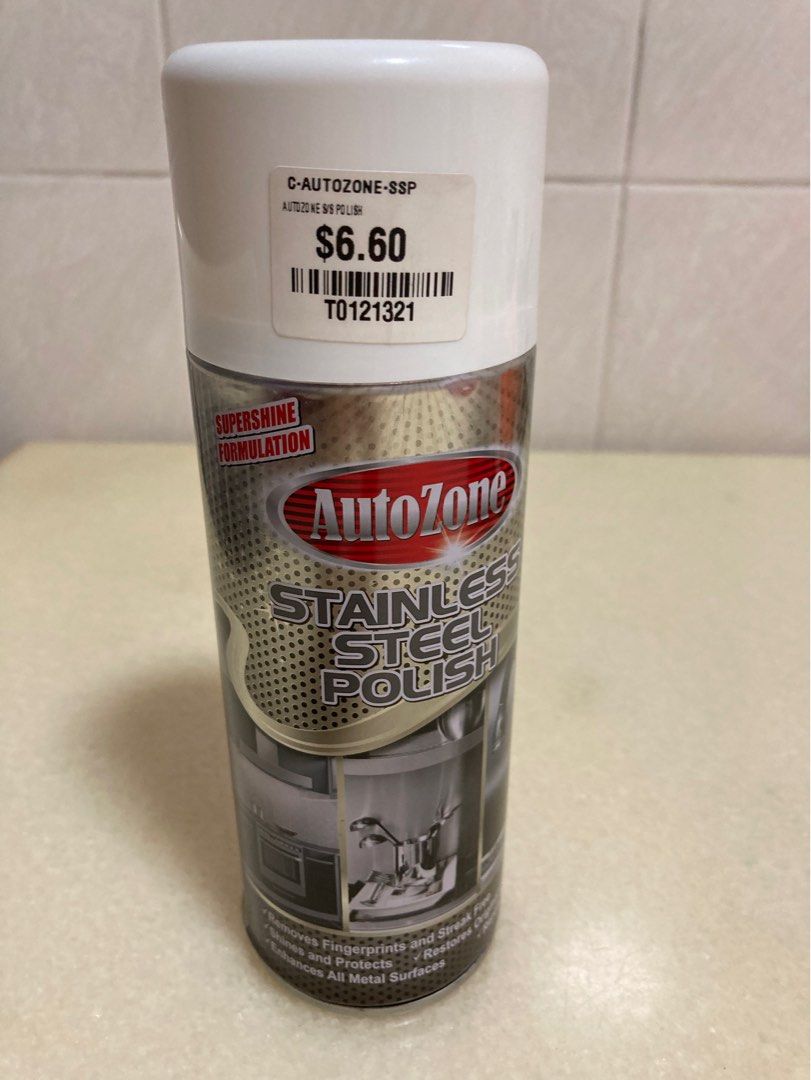 C-AUTOZONE-SSP
AUTOZONE S/S POLISH
$6.60
T0121321
SUPERSHINE
FORMULATION
AutoZone
STAINLESS
STEEL
POLISH
✓Removes Fingerprints and Streak Free
✓Shines and Protects ✓Restores
✓Enhances All Metal Surfaces